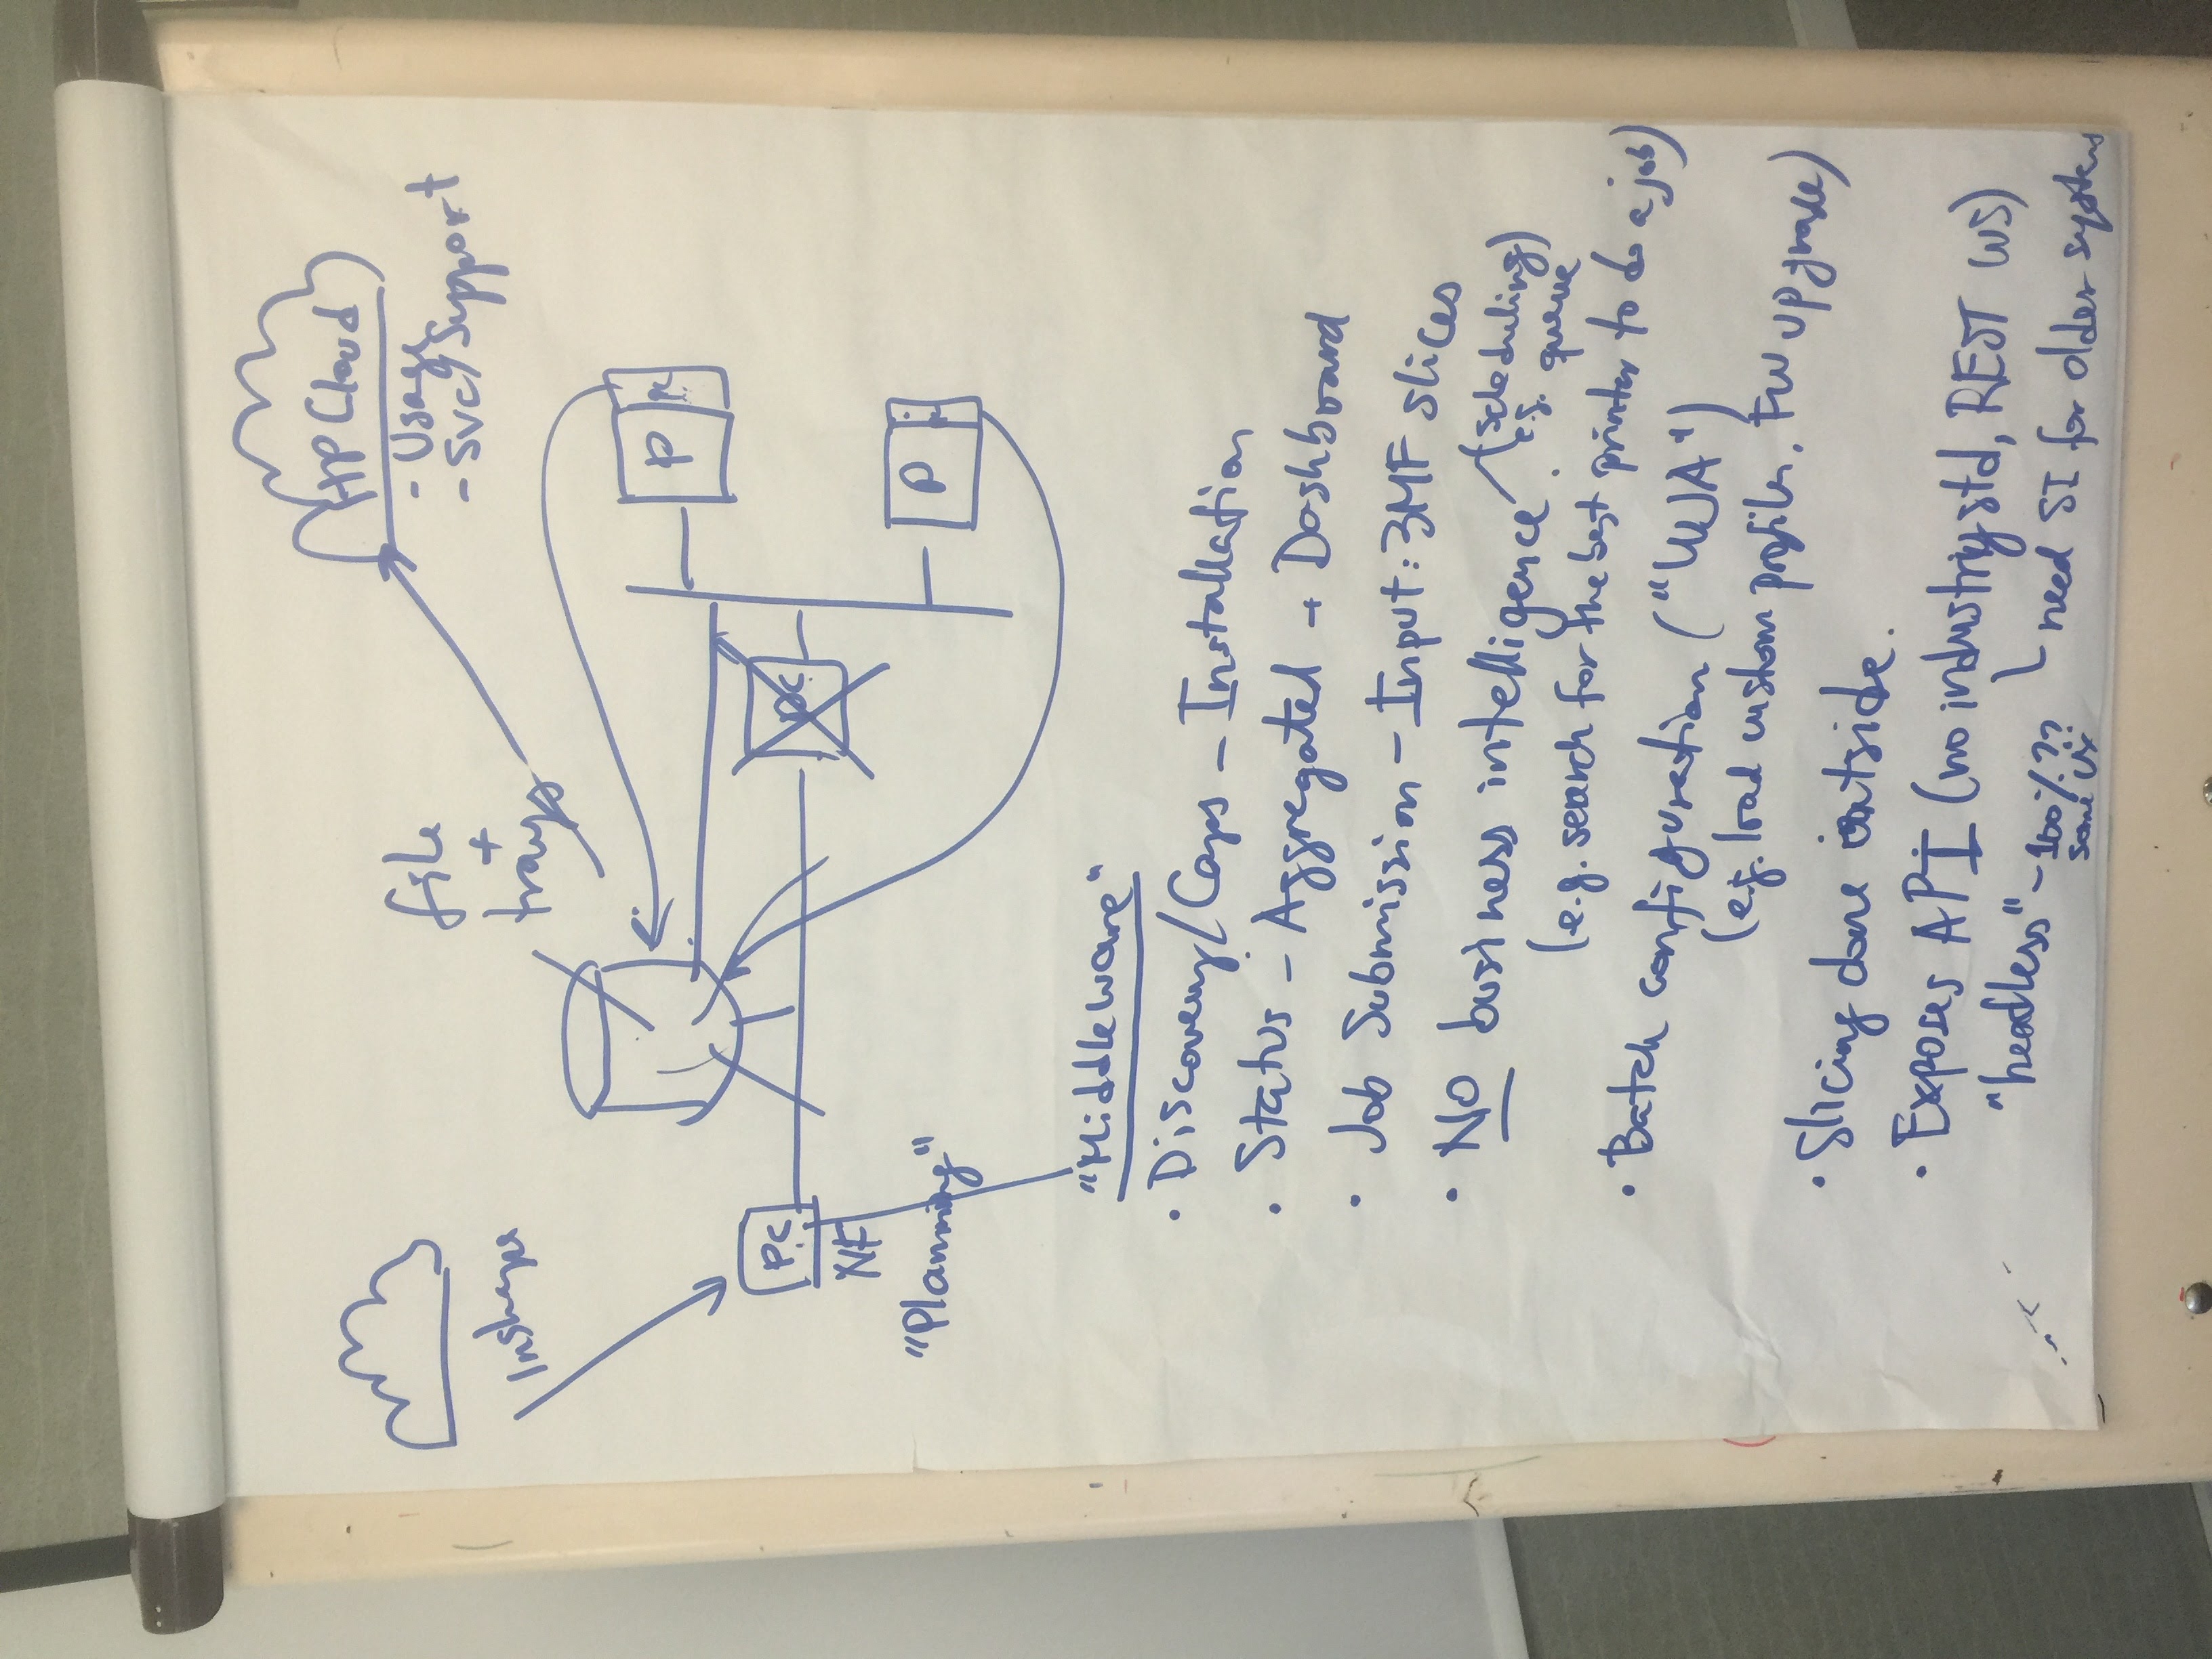 HP Cloud
- Usage
- Svc/Support
file
+
trays
Inshape
P
PC
PC
NF
"Planning"
P
"Middleware"
• Discovery/Caps – Installation
• Status – Aggregated → Dashboard
• Job Submission – Input: 3MF slices
• NO business intelligence (scheduling)
e.g. queue
(e.g. search for the best printer to do a job)
• Batch configuration ("WJA")
(e.g. load custom profiles, FW upgrade)
• Slicing done outside.
• Exposes API (no industry std, REST WS)
"headless" – 100%??
some UX
need SI for older systems